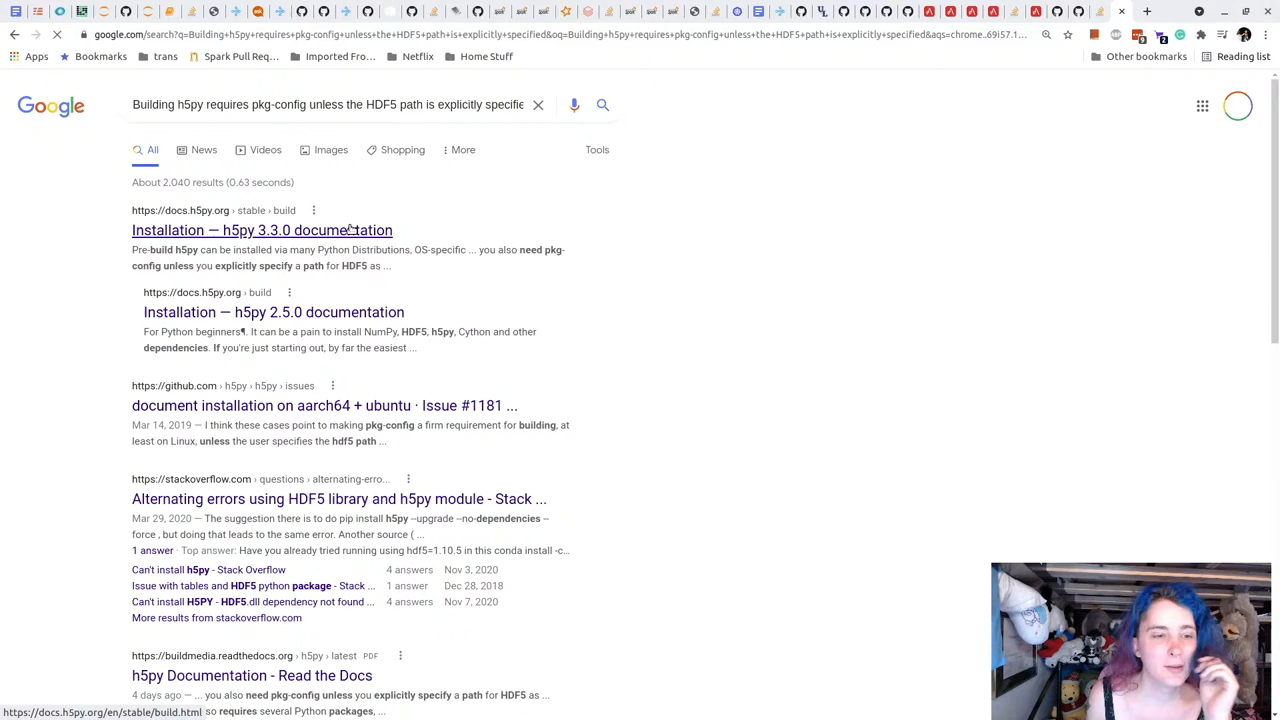 google.com/search?q=Building+h5py+requires+pkg-config+unless+the+HDF5+path+is+explicitly+specified&oq=Building+h5py+requires+pkg-config+unless+the+HDF5+path+is+explicitly+specified&aqs=chrome..69i57.1...
Apps Bookmarks trans Spark Pull Req... Imported Fro... Netflix Home Stuff Other bookmarks Reading list
Google
Building h5py requires pkg-config unless the HDF5 path is explicitly specifie
All News Videos Images Shopping More Tools
About 2,040 results (0.63 seconds)
https://docs.h5py.org › stable › build
Installation — h5py 3.3.0 documentation
Pre-build h5py can be installed via many Python Distributions, OS-specific ... you also need pkg-
config unless you explicitly specify a path for HDF5 as ...
https://docs.h5py.org › build
Installation — h5py 2.5.0 documentation
For Python beginners¶. It can be a pain to install NumPy, HDF5, h5py, Cython and other
dependencies. If you're just starting out, by far the easiest ...
https://github.com › h5py › h5py › issues
document installation on aarch64 + ubuntu · Issue #1181 ...
Mar 14, 2019 — I think these cases point to making pkg-config a firm requirement for building, at
least on Linux, unless the user specifies the hdf5 path ...
https://stackoverflow.com › questions › alternating-erro...
Alternating errors using HDF5 library and h5py module - Stack ...
Mar 29, 2020 — The suggestion there is to do pip install h5py --upgrade --no-dependencies --
force , but doing that leads to the same error. Another source ( ...
1 answer · Top answer: Have you already tried running using hdf5=1.10.5 in this conda install -c...
Can't install h5py - Stack Overflow 4 answers Nov 3, 2020
Issue with tables and HDF5 python package - Stack ... 1 answer Dec 28, 2018
Can't install H5PY - HDF5.dll dependency not found ... 4 answers Nov 7, 2020
More results from stackoverflow.com
https://buildmedia.readthedocs.org › h5py › latest PDF
h5py Documentation - Read the Docs
4 days ago — ... you also need pkg-config unless you explicitly specify a path for HDF5 as ...
so requires several Python packages, ...
https://docs.h5py.org/en/stable/build.html